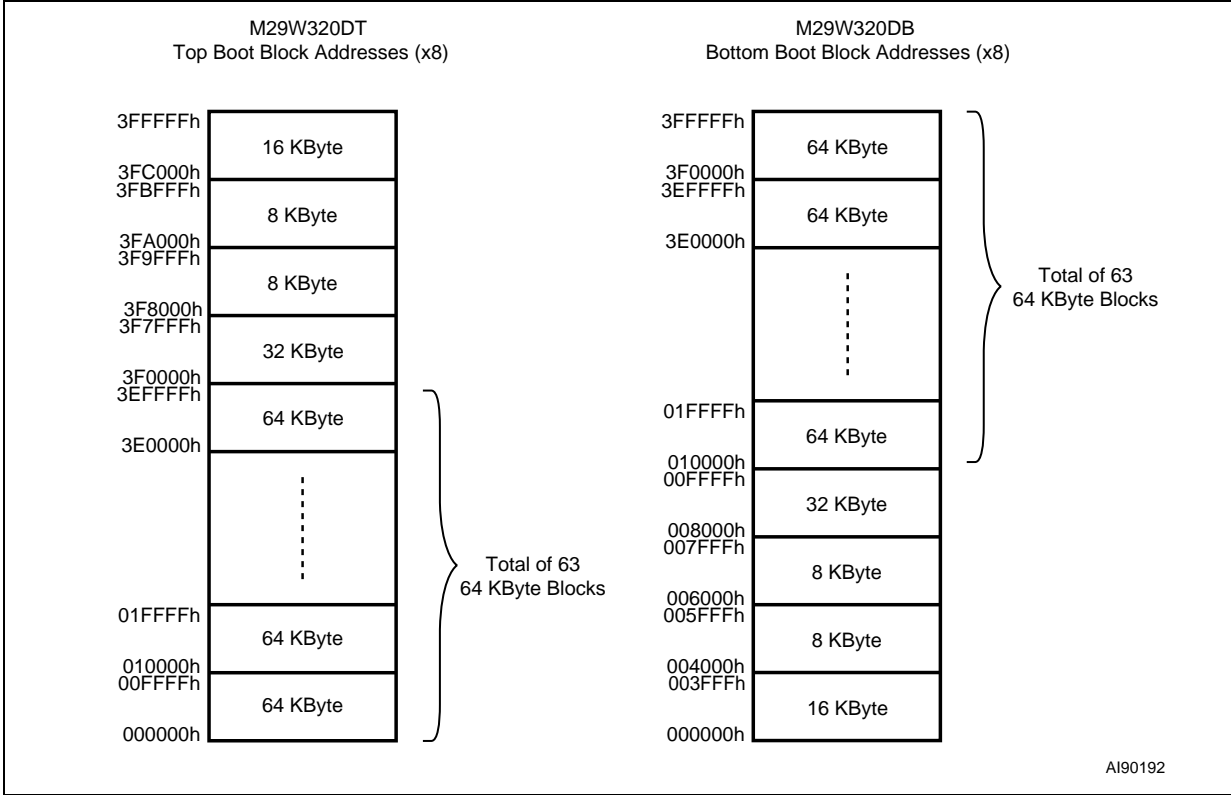 M29W320DT
Top Boot Block Addresses (x8)
3FFFFFh
16 KByte
3FC000h
3FBFFFh
8 KByte
3FA000h
3F9FFFh
8 KByte
3F8000h
3F7FFFh
32 KByte
3F0000h
3EFFFFh
64 KByte
3E0000h
Total of 63
64 KByte Blocks
01FFFFh
64 KByte
010000h
00FFFFh
64 KByte
000000h
M29W320DB
Bottom Boot Block Addresses (x8)
3FFFFFh
64 KByte
3F0000h
3EFFFFh
64 KByte
3E0000h
Total of 63
64 KByte Blocks
01FFFFh
64 KByte
010000h
00FFFFh
32 KByte
008000h
007FFFh
8 KByte
006000h
005FFFh
8 KByte
004000h
003FFFh
16 KByte
000000h
AI90192